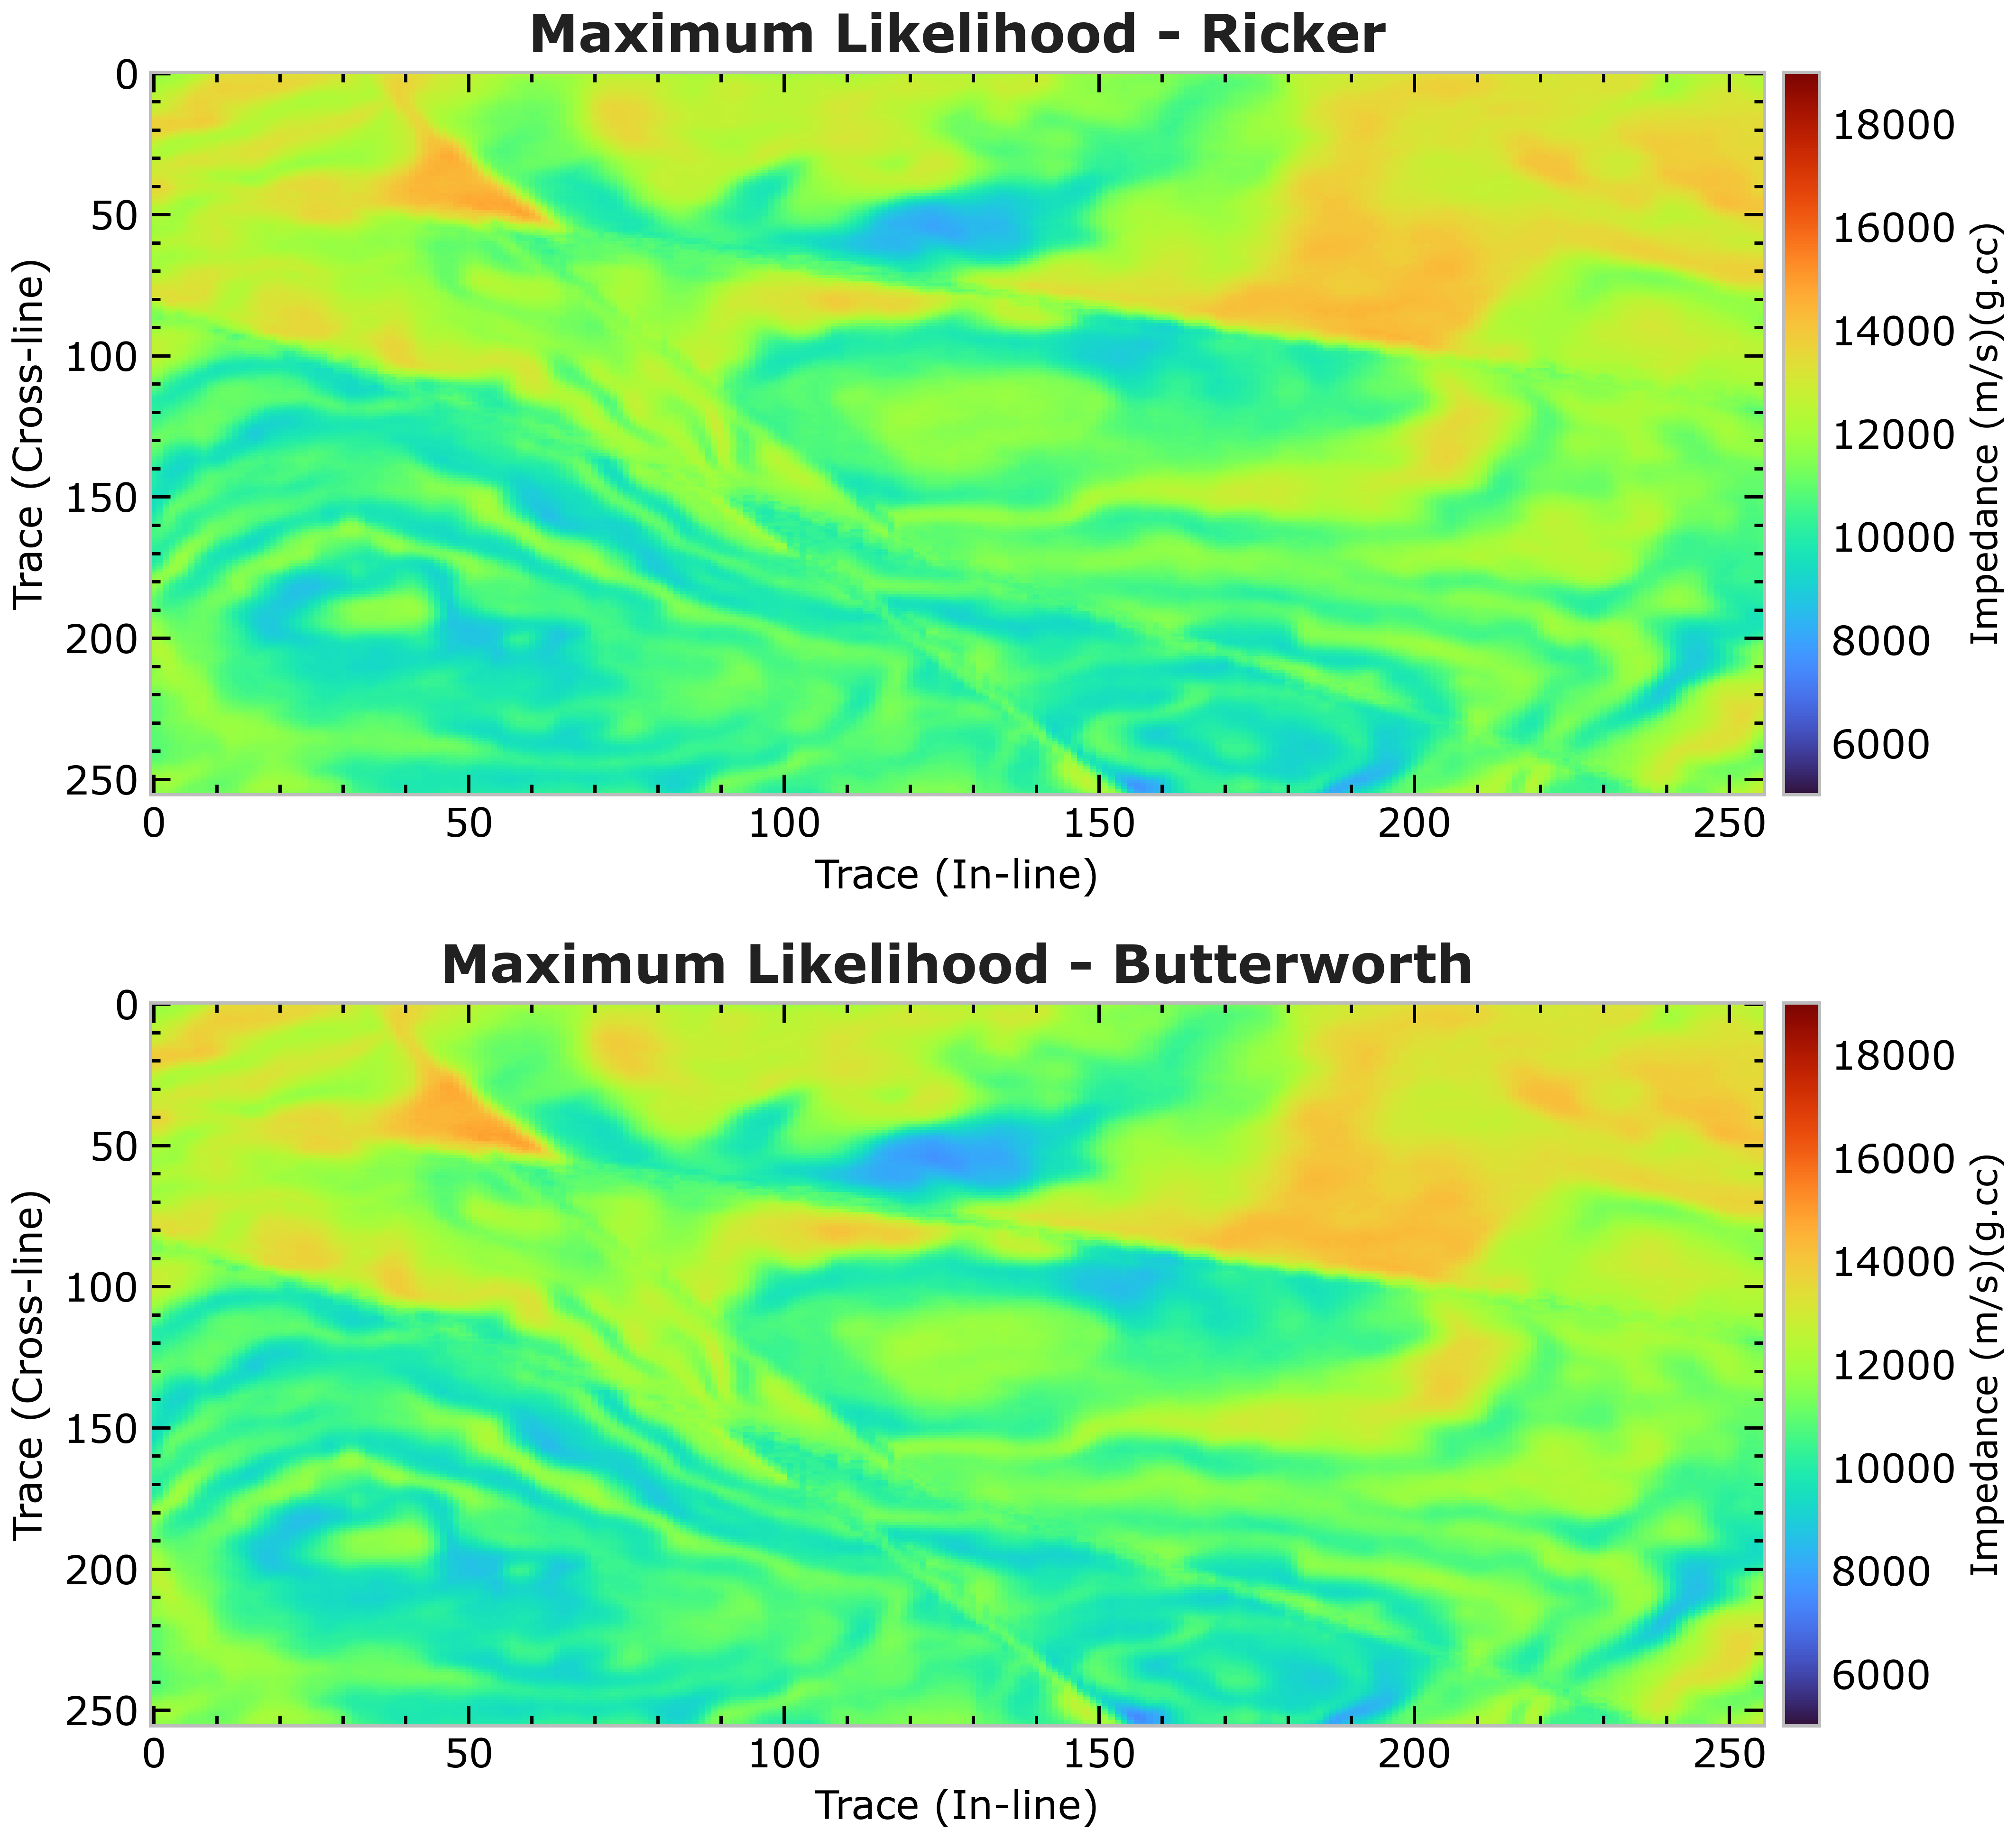 Maximum Likelihood - Ricker
0
50
100
150
200
250
Trace (Cross-line)
0 50 100 150 200 250
Trace (In-line)
18000
16000
14000
12000
10000
8000
6000
Impedance (m/s)(g.cc)
Maximum Likelihood - Butterworth
0
50
100
150
200
250
Trace (Cross-line)
0 50 100 150 200 250
Trace (In-line)
18000
16000
14000
12000
10000
8000
6000
Impedance (m/s)(g.cc)